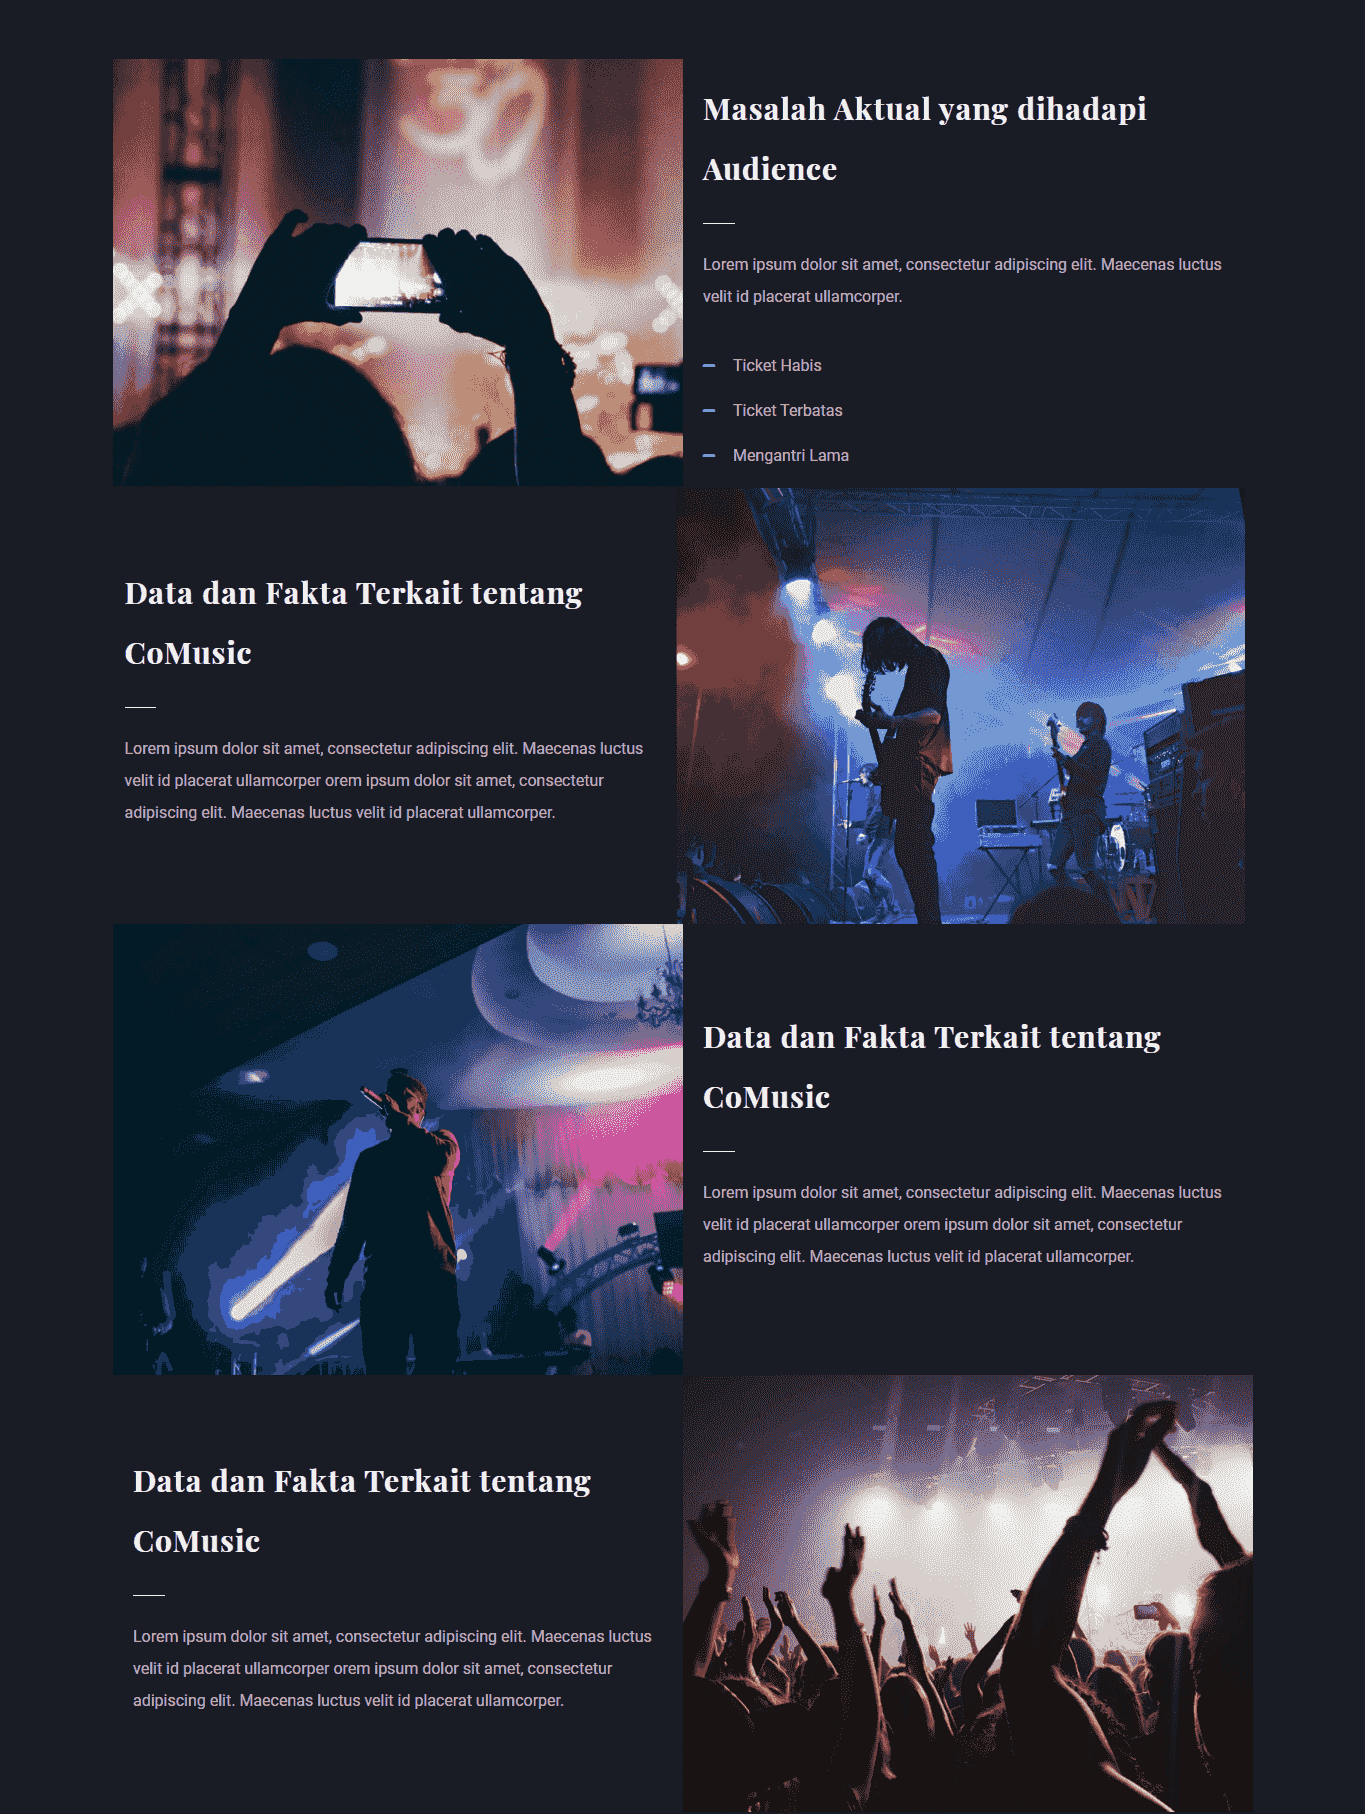 30
Masalah Aktual yang dihadapi
Audience
Lorem ipsum dolor sit amet, consectetur adipiscing elit. Maecenas luctus
velit id placerat ullamcorper.
Ticket Habis
Ticket Terbatas
Mengantri Lama
Data dan Fakta Terkait tentang
CoMusic
Lorem ipsum dolor sit amet, consectetur adipiscing elit. Maecenas luctus
velit id placerat ullamcorper orem ipsum dolor sit amet, consectetur
adipiscing elit. Maecenas luctus velit id placerat ullamcorper.
Data dan Fakta Terkait tentang
CoMusic
Lorem ipsum dolor sit amet, consectetur adipiscing elit. Maecenas luctus
velit id placerat ullamcorper orem ipsum dolor sit amet, consectetur
adipiscing elit. Maecenas luctus velit id placerat ullamcorper.
Data dan Fakta Terkait tentang
CoMusic
Lorem ipsum dolor sit amet, consectetur adipiscing elit. Maecenas luctus
velit id placerat ullamcorper orem ipsum dolor sit amet, consectetur
adipiscing elit. Maecenas luctus velit id placerat ullamcorper.